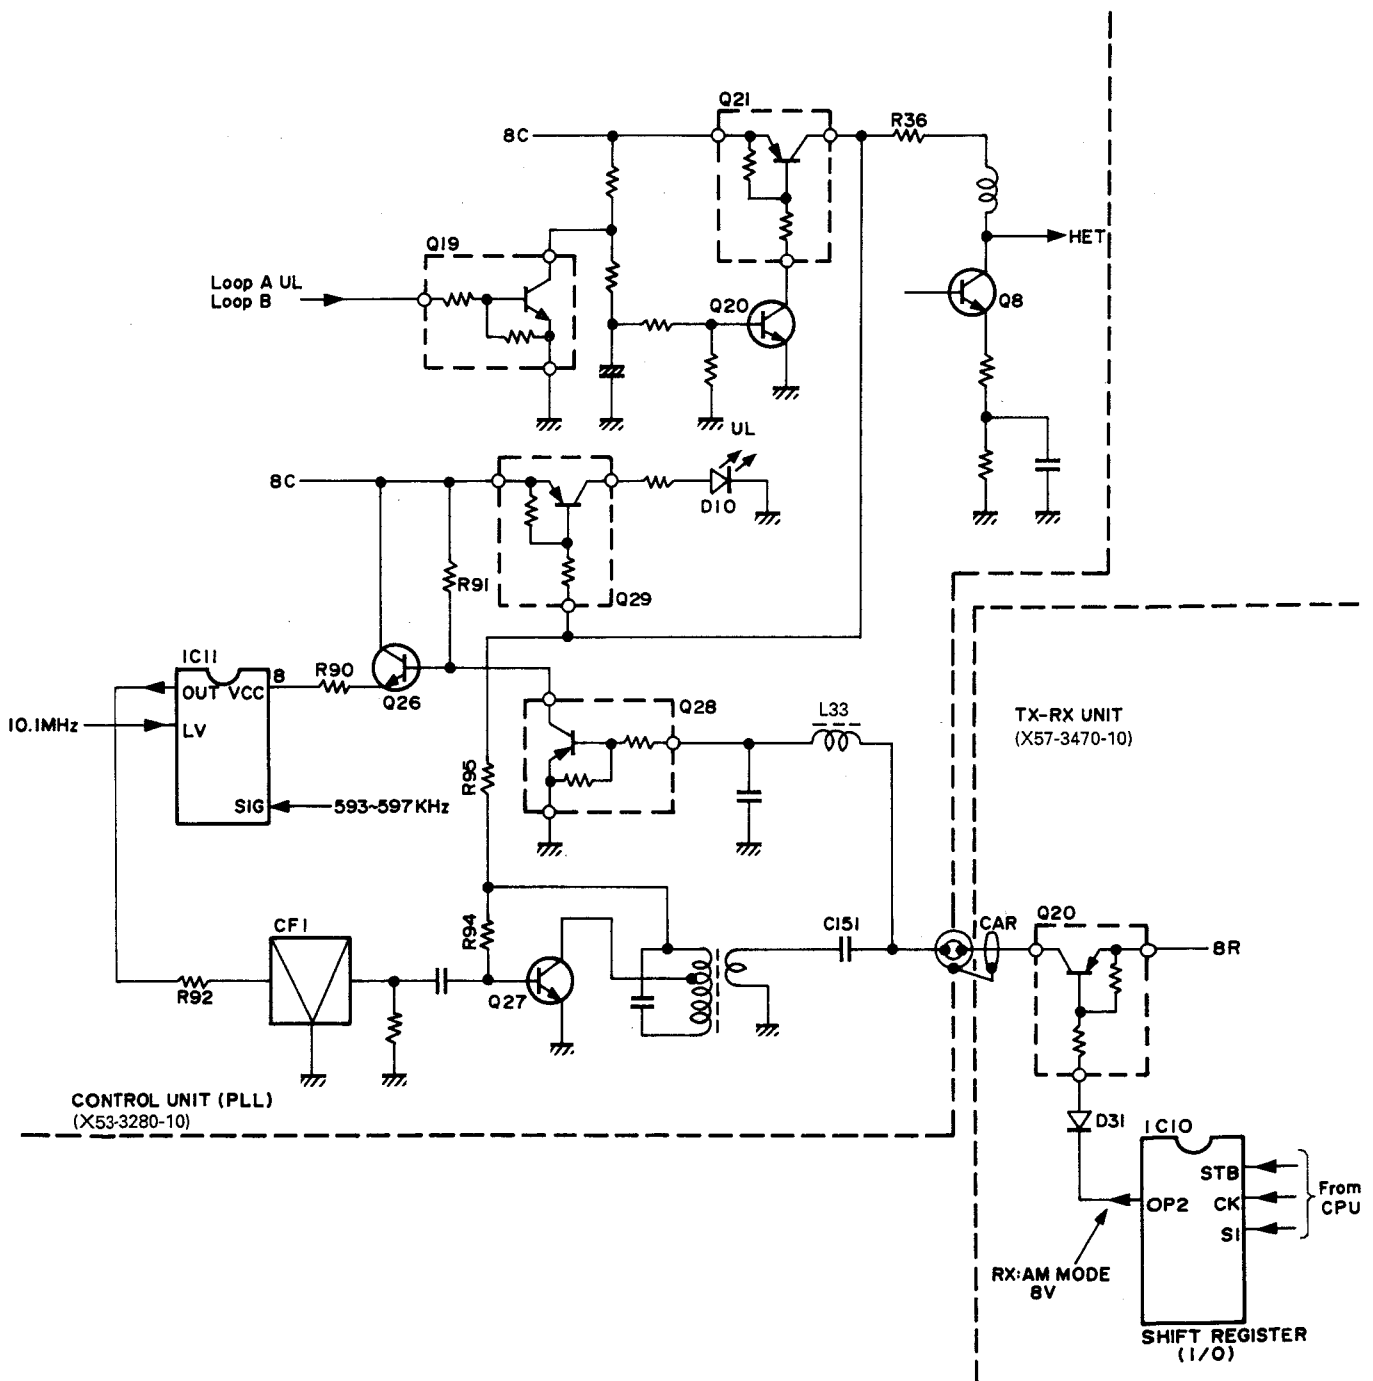 Q21
8C
R36
Q19
HET
Loop A UL
Loop B
Q20
Q8
UL
8C
D10
R91
Q29
IC11
R90
8
OUT VCC
Q26
Q28
L33
10.1MHz
LV
TX-RX UNIT
(X57-3470-10)
R95
SIG
593~597KHz
CF1
R94
C151
CAR
Q20
8R
R92
Q27
CONTROL UNIT (PLL)
(X53-3280-10)
D31
IC10
STB
From
CPU
OP2
CK
SI
RX:AM MODE
8V
SHIFT REGISTER
(I/O)